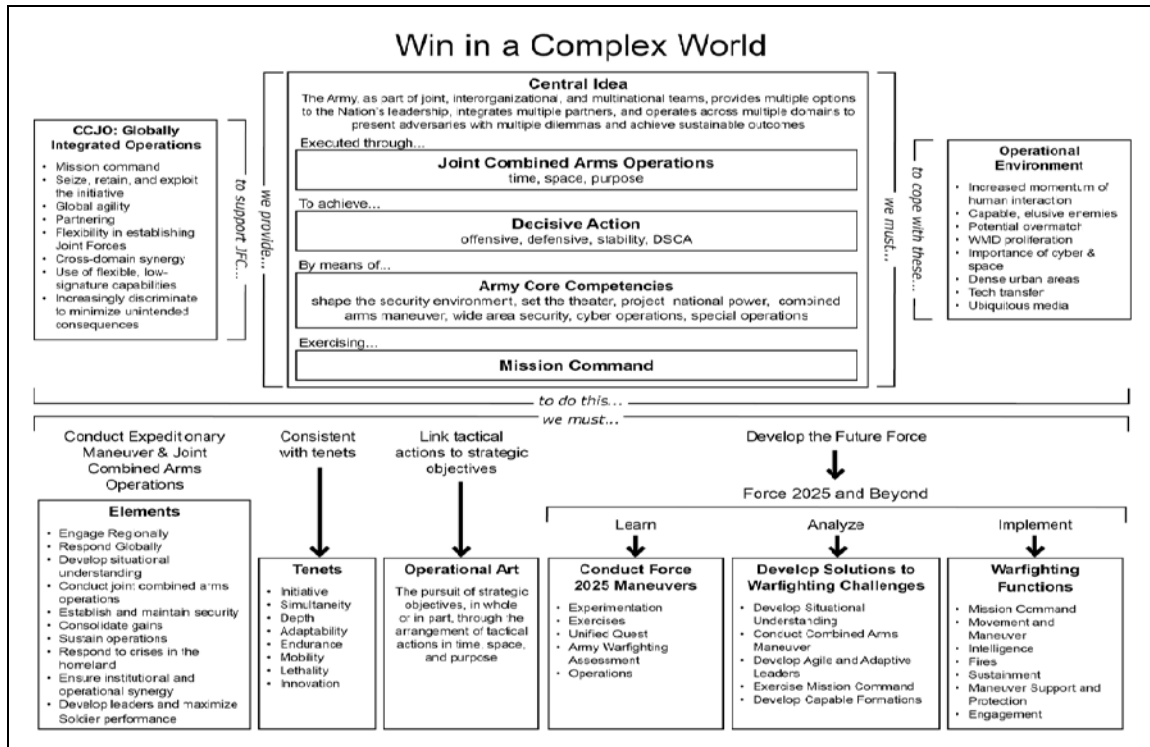 Win in a Complex World
Central Idea
The Army, as part of joint, interorganizational, and multinational teams, provides multiple options
to the Nation's leadership, integrates multiple partners, and operates across multiple domains to
present adversaries with multiple dilemmas and achieve sustainable outcomes
Executed through...
Joint Combined Arms Operations
time, space, purpose
To achieve...
Decisive Action
offensive, defensive, stability, DSCA
By means of...
Army Core Competencies
shape the security environment, set the theater, project national power, combined
arms maneuver, wide area security, cyber operations, special operations
Exercising...
Mission Command
CCJO: Globally
Integrated Operations
• Mission command
• Seize, retain, and exploit
the initiative
• Global agility
• Partnering
• Flexibility in establishing
Joint Forces
• Cross-domain synergy
• Use of flexible, low-
signature capabilities
• Increasingly discriminate
to minimize unintended
consequences
to support JFC...
we provide...
we must...
to cope with these...
Operational
Environment
• Increased momentum of
human interaction
• Capable, elusive enemies
• Potential overmatch
• WMD proliferation
• Importance of cyber &
space
• Dense urban areas
• Tech transfer
• Ubiquitous media
to do this...
we must...
Conduct Expeditionary
Maneuver & Joint
Combined Arms
Operations
Elements
• Engage Regionally
• Respond Globally
• Develop situational
understanding
• Conduct joint combined arms
operations
• Establish and maintain security
• Consolidate gains
• Sustain operations
• Respond to crises in the
homeland
• Ensure institutional and
operational synergy
• Develop leaders and maximize
Soldier performance
Consistent
with tenets
Tenets
• Initiative
• Simultaneity
• Depth
• Adaptability
• Endurance
• Mobility
• Lethality
• Innovation
Link tactical
actions to strategic
objectives
Operational Art
The pursuit of strategic
objectives, in whole
or in part, through the
arrangement of tactical
actions in time, space,
and purpose
Develop the Future Force
Force 2025 and Beyond
Learn
Conduct Force
2025 Maneuvers
• Experimentation
• Exercises
• Unified Quest
• Army Warfighting
Assessment
• Operations
Analyze
Develop Solutions to
Warfighting Challenges
• Develop Situational
Understanding
• Conduct Combined Arms
Maneuver
• Develop Agile and Adaptive
Leaders
• Exercise Mission Command
• Develop Capable Formations
Implement
Warfighting
Functions
• Mission Command
• Movement and
Maneuver
• Intelligence
• Fires
• Sustainment
• Maneuver Support and
Protection
• Engagement